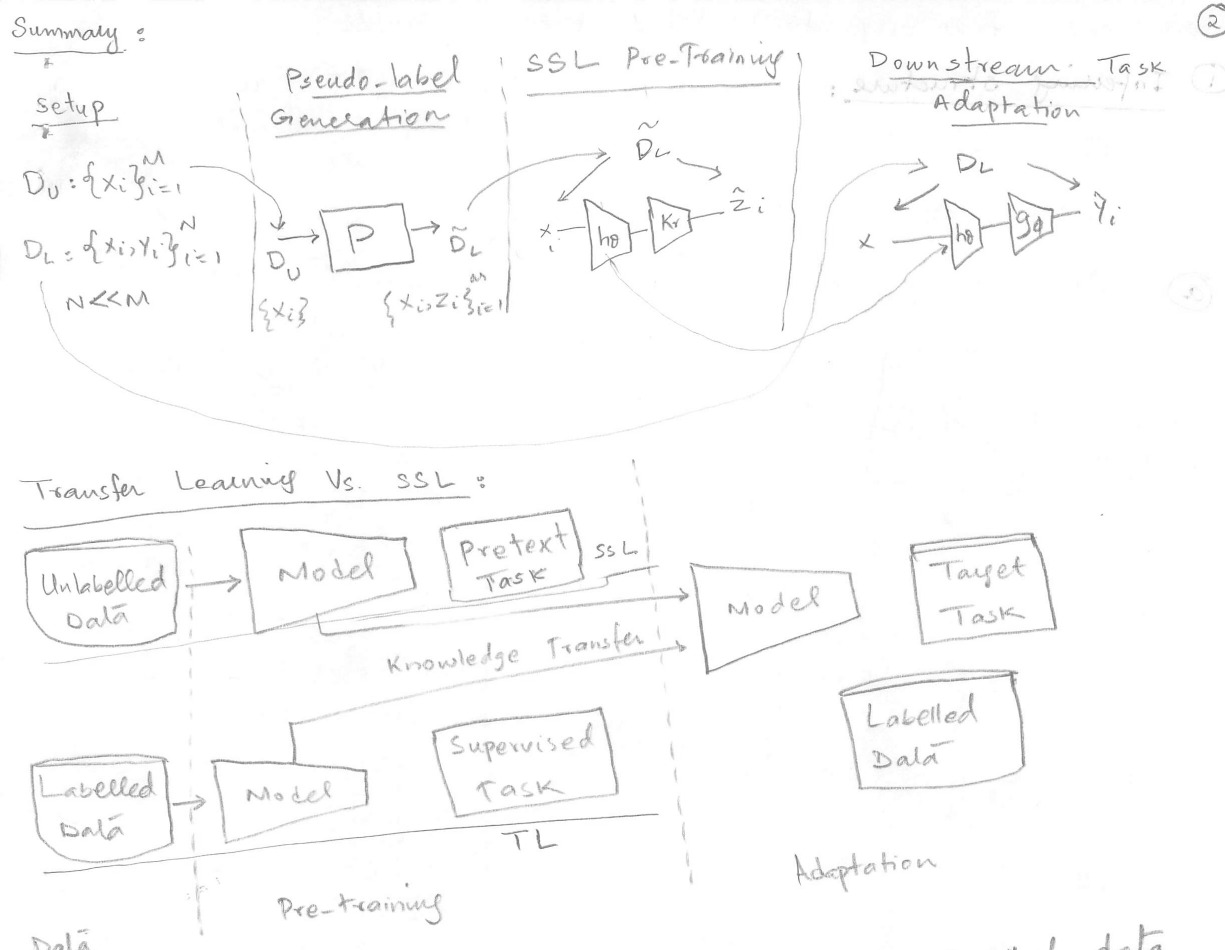 ②
Summary :
Setup
D_U : {x_i}_{i=1}^M
D_L = {x_i, Y_i}_{i=1}^N
N<<M
Pseudo-label
Generation
D_U
{x_i}
P
D̃_L
{x_i, z_i}_{i=1}^M
SSL Pre-Training
D̃_L
x_i
h_θ
K_r
ẑ_i
Downstream Task
Adaptation
D_L
x
h_θ
g_ϕ
ŷ_i
Transfer Learning Vs. SSL :
Unlabelled
Data
Model
Pretext
Task
SSL
Knowledge Transfer
Model
Target
Task
Labelled
Data
Labelled
Data
Model
Supervised
Task
TL
Pre-training
Adaptation
Data
data